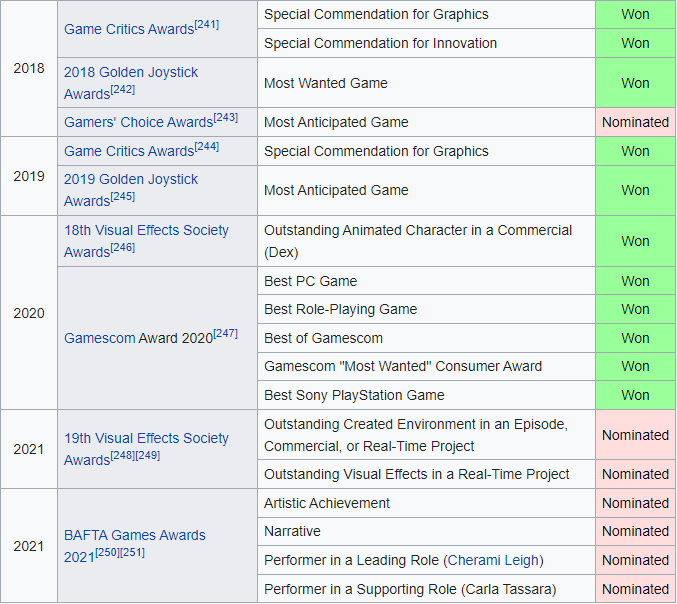 2018
Game Critics Awards[241]
Special Commendation for Graphics
Won
Special Commendation for Innovation
Won
2018 Golden Joystick
Awards[242]
Most Wanted Game
Won
Gamers' Choice Awards[243]
Most Anticipated Game
Nominated
2019
Game Critics Awards[244]
Special Commendation for Graphics
Won
2019 Golden Joystick
Awards[245]
Most Anticipated Game
Won
2020
18th Visual Effects Society
Awards[246]
Outstanding Animated Character in a Commercial
(Dex)
Won
Gamescom Award 2020[247]
Best PC Game
Won
Best Role-Playing Game
Won
Best of Gamescom
Won
Gamescom "Most Wanted" Consumer Award
Won
Best Sony PlayStation Game
Won
2021
19th Visual Effects Society
Awards[248][249]
Outstanding Created Environment in an Episode,
Commercial, or Real-Time Project
Nominated
Outstanding Visual Effects in a Real-Time Project
Nominated
2021
BAFTA Games Awards
2021[250][251]
Artistic Achievement
Nominated
Narrative
Nominated
Performer in a Leading Role (Cherami Leigh)
Nominated
Performer in a Supporting Role (Carla Tassara)
Nominated